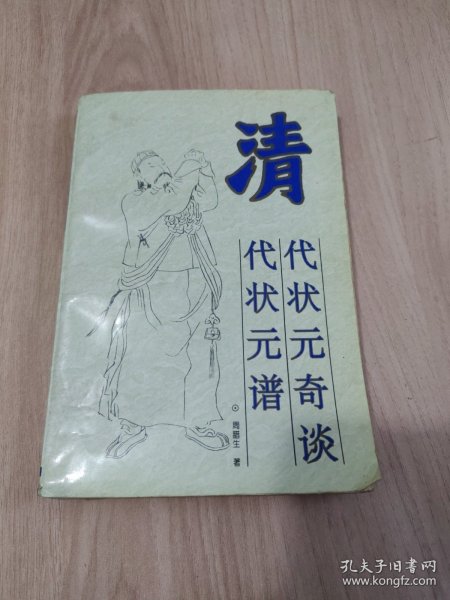 清
代状元奇谈
代状元谱
周腊生 著
孔夫子旧书网
www.kongfz.com